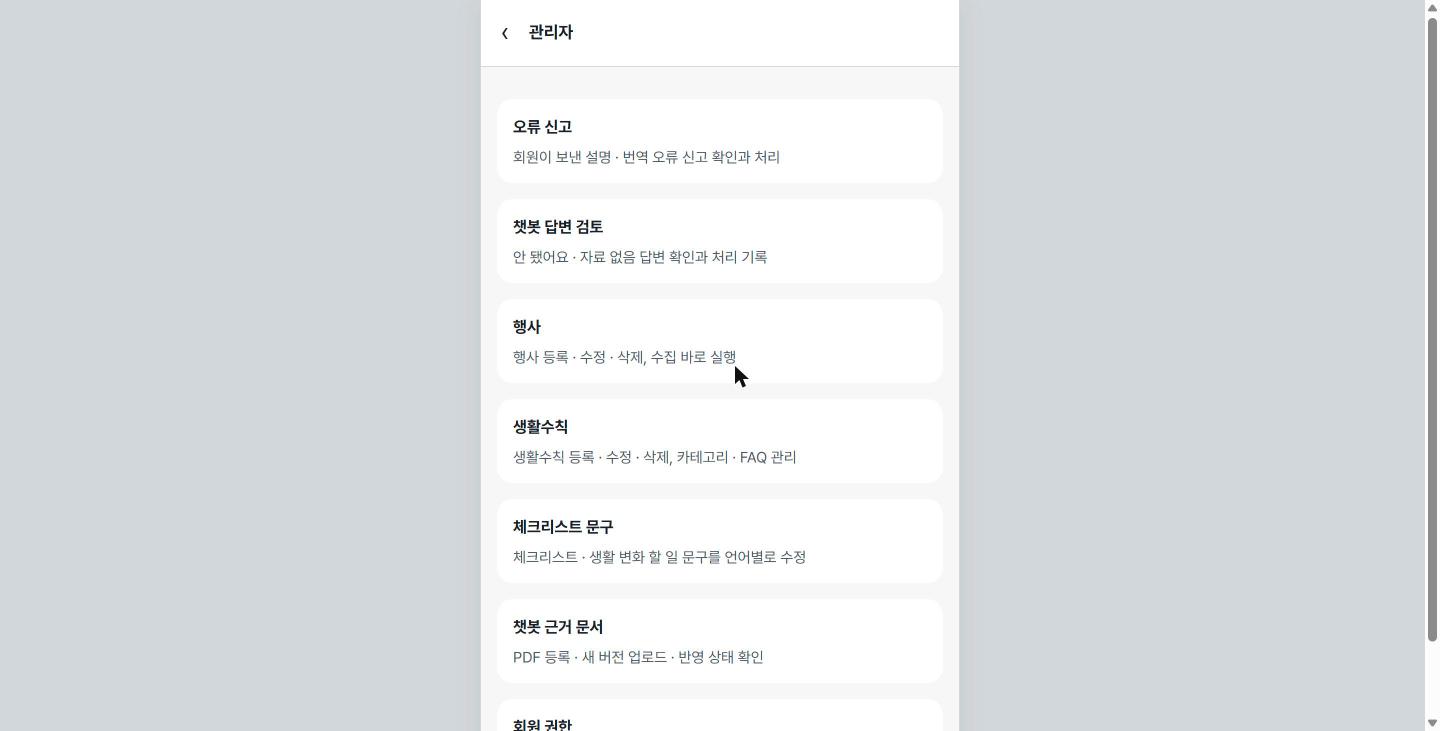 관리자
오류 신고
회원이 보낸 설명 · 번역 오류 신고 확인과 처리
챗봇 답변 검토
안 됐어요 · 자료 없음 답변 확인과 처리 기록
행사
행사 등록 · 수정 · 삭제, 수집 바로 실행
생활수칙
생활수칙 등록 · 수정 · 삭제, 카테고리 · FAQ 관리
체크리스트 문구
체크리스트 · 생활 변화 할 일 문구를 언어별로 수정
챗봇 근거 문서
PDF 등록 · 새 버전 업로드 · 반영 상태 확인
회원 권한